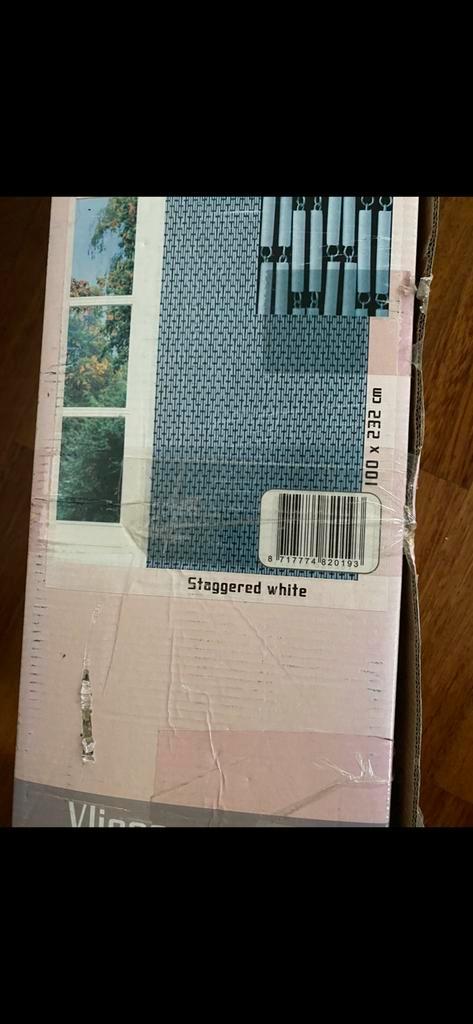 100 x 232 cm
8 717774 820193
Staggered white